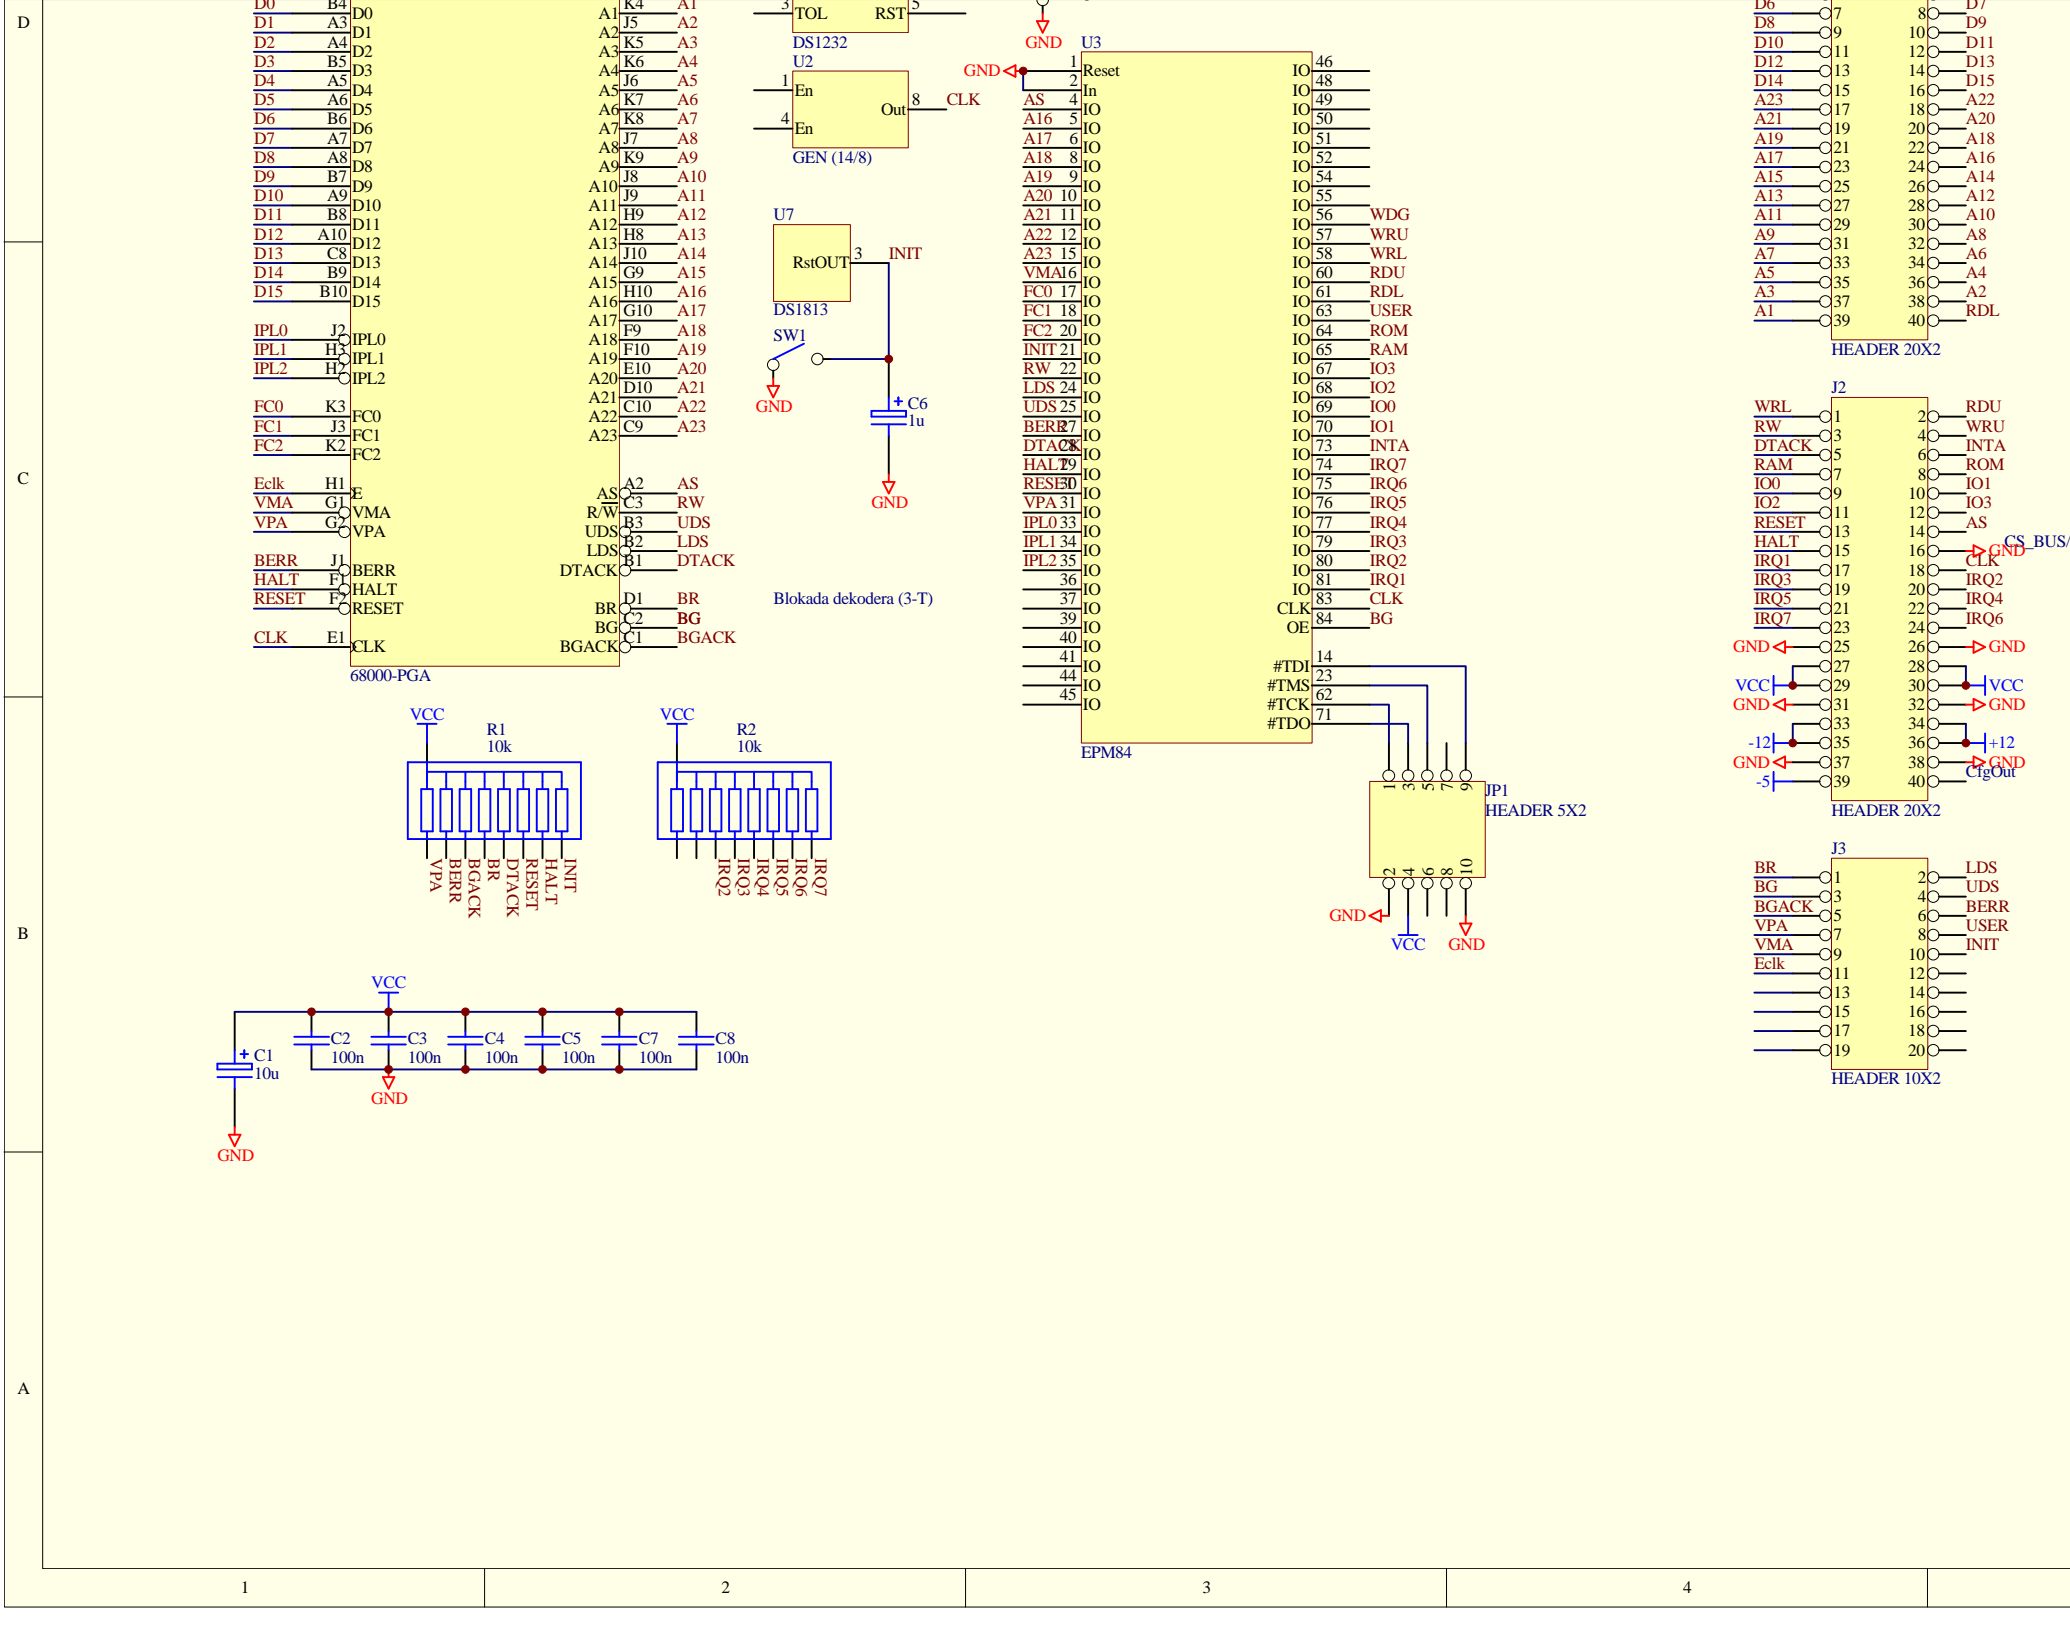 D
D0 B4 D0
D1 A3 D1
D2 A4 D2
D3 B5 D3
D4 A5 D4
D5 A6 D5
D6 B6 D6
D7 A7 D7
D8 A8 D8
D9 B7 D9
D10 A9 D10
D11 B8 D11
D12 A10 D12
D13 C8 D13
D14 B9 D14
D15 B10 D15
IPL0 J2 IPL0
IPL1 H3 IPL1
IPL2 H2 IPL2
FC0 K3 FC0
FC1 J3 FC1
FC2 K2 FC2
Eclk H1 E
VMA G1 VMA
VPA G2 VPA
BERR J1 BERR
HALT F1 HALT
RESET F2 RESET
CLK E1 CLK
A1 K4 A1
A2 J5 A2
A3 K5 A3
A4 K6 A4
A5 J6 A5
A6 K7 A6
A7 K8 A7
A8 J7 A8
A9 K9 A9
A10 J8 A10
A11 J9 A11
A12 H9 A12
A13 H8 A13
A14 J10 A14
A15 G9 A15
A16 H10 A16
A17 G10 A17
A18 F9 A18
A19 F10 A19
A20 E10 A20
A21 D10 A21
A22 C10 A22
A23 C9 A23
AS A2 AS
R/W C3 RW
UDS B3 UDS
LDS B2 LDS
DTACK B1 DTACK
BR D1 BR
BG C2 BG
BGACK C1 BGACK
68000-PGA
3 TOL RST 5
DS1232
U2
1 En
Out 8 CLK
4 En
GEN (14/8)
U7
RstOUT 3 INIT
DS1813
SW1
GND
C6
1u
GND
Blokada dekodera (3-T)
GND
U3
GND 1 Reset
2 In
AS 4 IO
A16 5 IO
A17 6 IO
A18 8 IO
A19 9 IO
A20 10 IO
A21 11 IO
A22 12 IO
A23 15 IO
VMA 16 IO
FC0 17 IO
FC1 18 IO
FC2 20 IO
INIT 21 IO
RW 22 IO
LDS 24 IO
UDS 25 IO
BERR 27 IO
DTACK 28 IO
HALT 29 IO
RESET 30 IO
VPA 31 IO
IPL0 33 IO
IPL1 34 IO
IPL2 35 IO
36 IO
37 IO
39 IO
40 IO
41 IO
44 IO
45 IO
IO 46
IO 48
IO 49
IO 50
IO 51
IO 52
IO 54
IO 55
IO 56 WDG
IO 57 WRU
IO 58 WRL
IO 60 RDU
IO 61 RDL
IO 63 USER
IO 64 ROM
IO 65 RAM
IO 67 IO3
IO 68 IO2
IO 69 IO0
IO 70 IO1
IO 73 INTA
IO 74 IRQ7
IO 75 IRQ6
IO 76 IRQ5
IO 77 IRQ4
IO 79 IRQ3
IO 80 IRQ2
IO 81 IRQ1
CLK 83 CLK
OE 84 BG
#TDI 14
#TMS 23
#TCK 62
#TDO 71
EPM84
1 3 5 7 9
JP1
HEADER 5X2
2 4 6 8 10
GND
VCC
GND
D6 7 8 D7
D8 9 10 D9
D10 11 12 D11
D12 13 14 D13
D14 15 16 D15
A23 17 18 A22
A21 19 20 A20
A19 21 22 A18
A17 23 24 A16
A15 25 26 A14
A13 27 28 A12
A11 29 30 A10
A9 31 32 A8
A7 33 34 A6
A5 35 36 A4
A3 37 38 A2
A1 39 40 RDL
HEADER 20X2
J2
WRL 1 2 RDU
RW 3 4 WRU
DTACK 5 6 INTA
RAM 7 8 ROM
IO0 9 10 IO1
IO2 11 12 IO3
RESET 13 14 AS
HALT 15 16 GND CS_BUS/
IRQ1 17 18 CLK
IRQ3 19 20 IRQ2
IRQ5 21 22 IRQ4
IRQ7 23 24 IRQ6
GND 25 26 GND
27 28
VCC 29 30 VCC
GND 31 32 GND
33 34
-12 35 36 +12
GND 37 38 GND
-5 39 40 CfgOut
HEADER 20X2
J3
BR 1 2 LDS
BG 3 4 UDS
BGACK 5 6 BERR
VPA 7 8 USER
VMA 9 10 INIT
Eclk 11 12
13 14
15 16
17 18
19 20
HEADER 10X2
C
VCC
R1
10k
VPA
BERR
BGACK
BR
DTACK
RESET
HALT
INIT
VCC
R2
10k
IRQ2
IRQ3
IRQ4
IRQ5
IRQ6
IRQ7
B
VCC
C1
10u
C2
100n
C3
100n
C4
100n
C5
100n
C7
100n
C8
100n
GND
GND
A
1 2 3 4